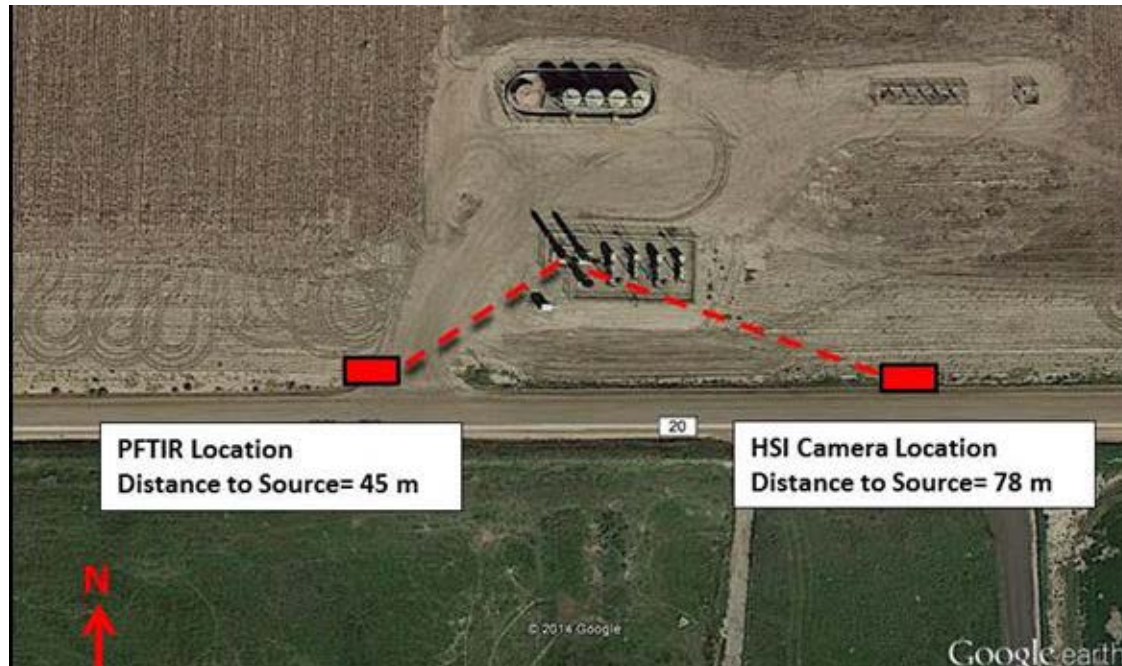 20
PFTIR Location
Distance to Source= 45 m
HSI Camera Location
Distance to Source= 78 m
N
© 2014 Google
Google earth